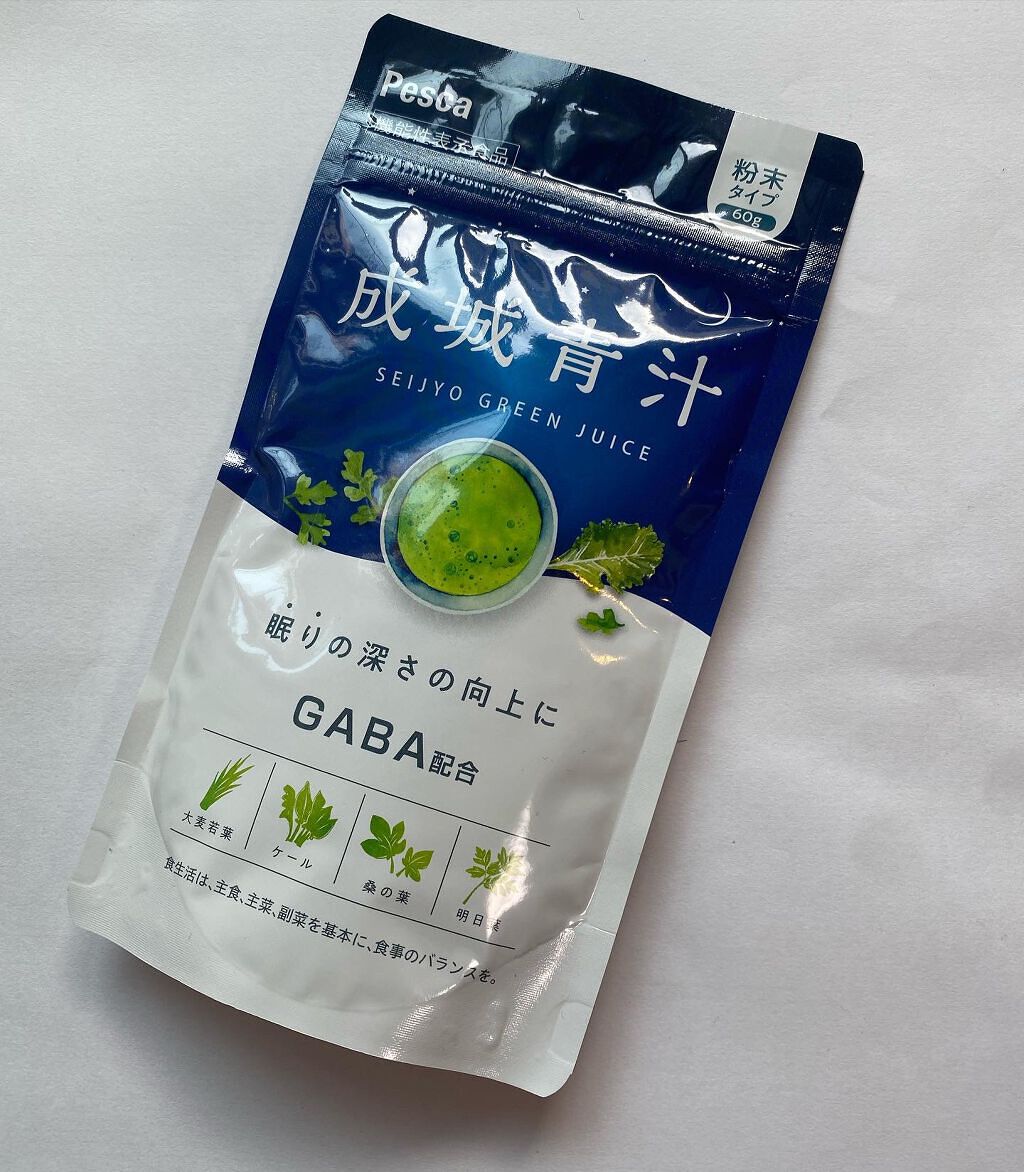 Pesca
機能性表示食品
粉末
タイプ
60g
成城青汁
SEIJYO GREEN JUICE
眠りの深さの向上に
GABA配合
大麦若葉
ケール
桑の葉
明日葉
食生活は、主食、主菜、副菜を基本に、食事のバランスを。